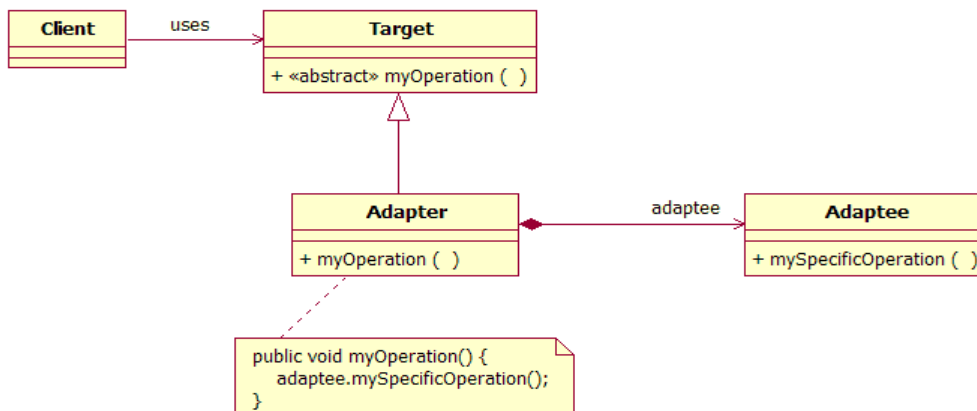 Client
uses
Target
+ «abstract» myOperation (  )
Adapter
adaptee
Adaptee
+ myOperation (  )
+ mySpecificOperation (  )
public void myOperation() {
adaptee.mySpecificOperation();
}